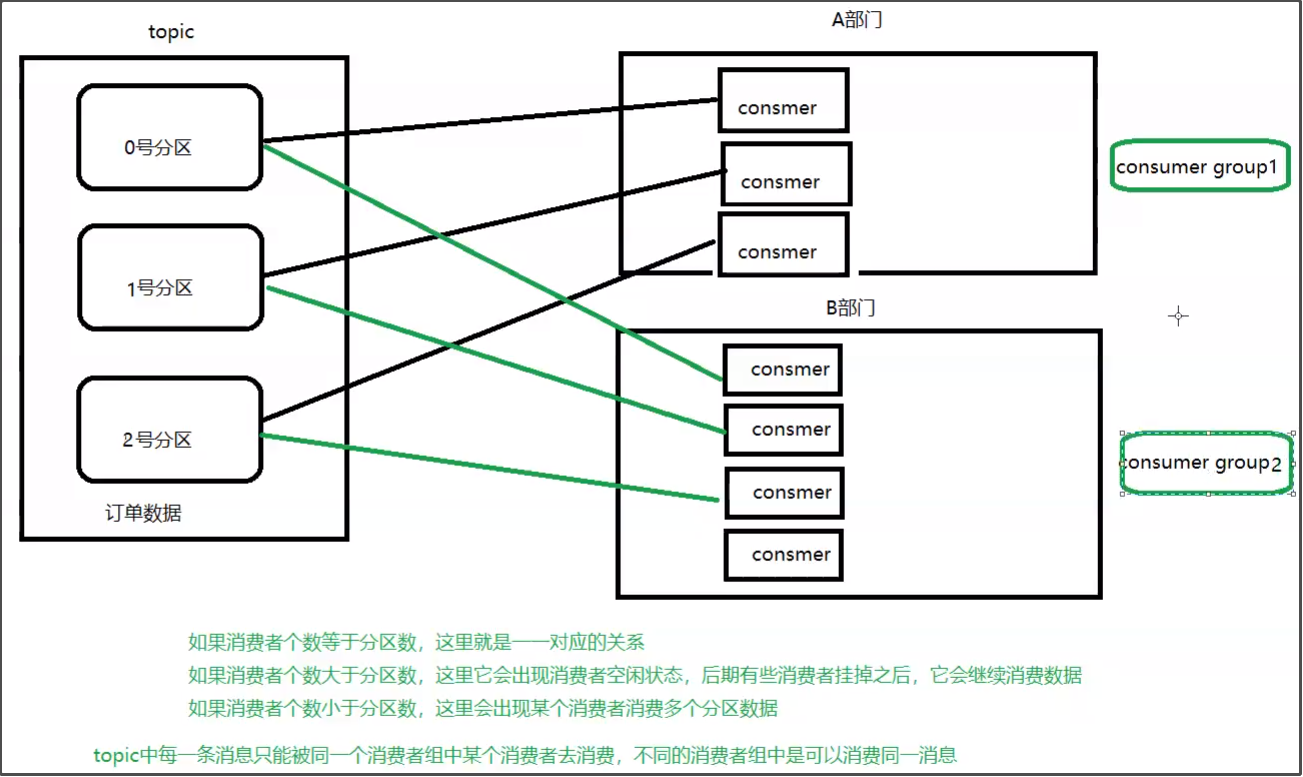 topic
A部门
0号分区
consmer
consmer
consumer group1
consmer
1号分区
B部门
consmer
consmer
2号分区
consumer group2
consmer
订单数据
consmer
如果消费者个数等于分区数，这里就是一一对应的关系
如果消费者个数大于分区数，这里它会出现消费者空闲状态，后期有些消费者挂掉之后，它会继续消费数据
如果消费者个数小于分区数，这里会出现某个消费者消费多个分区数据
topic中每一条消息只能被同一个消费者组中某个消费者去消费，不同的消费者组中是可以消费同一消息